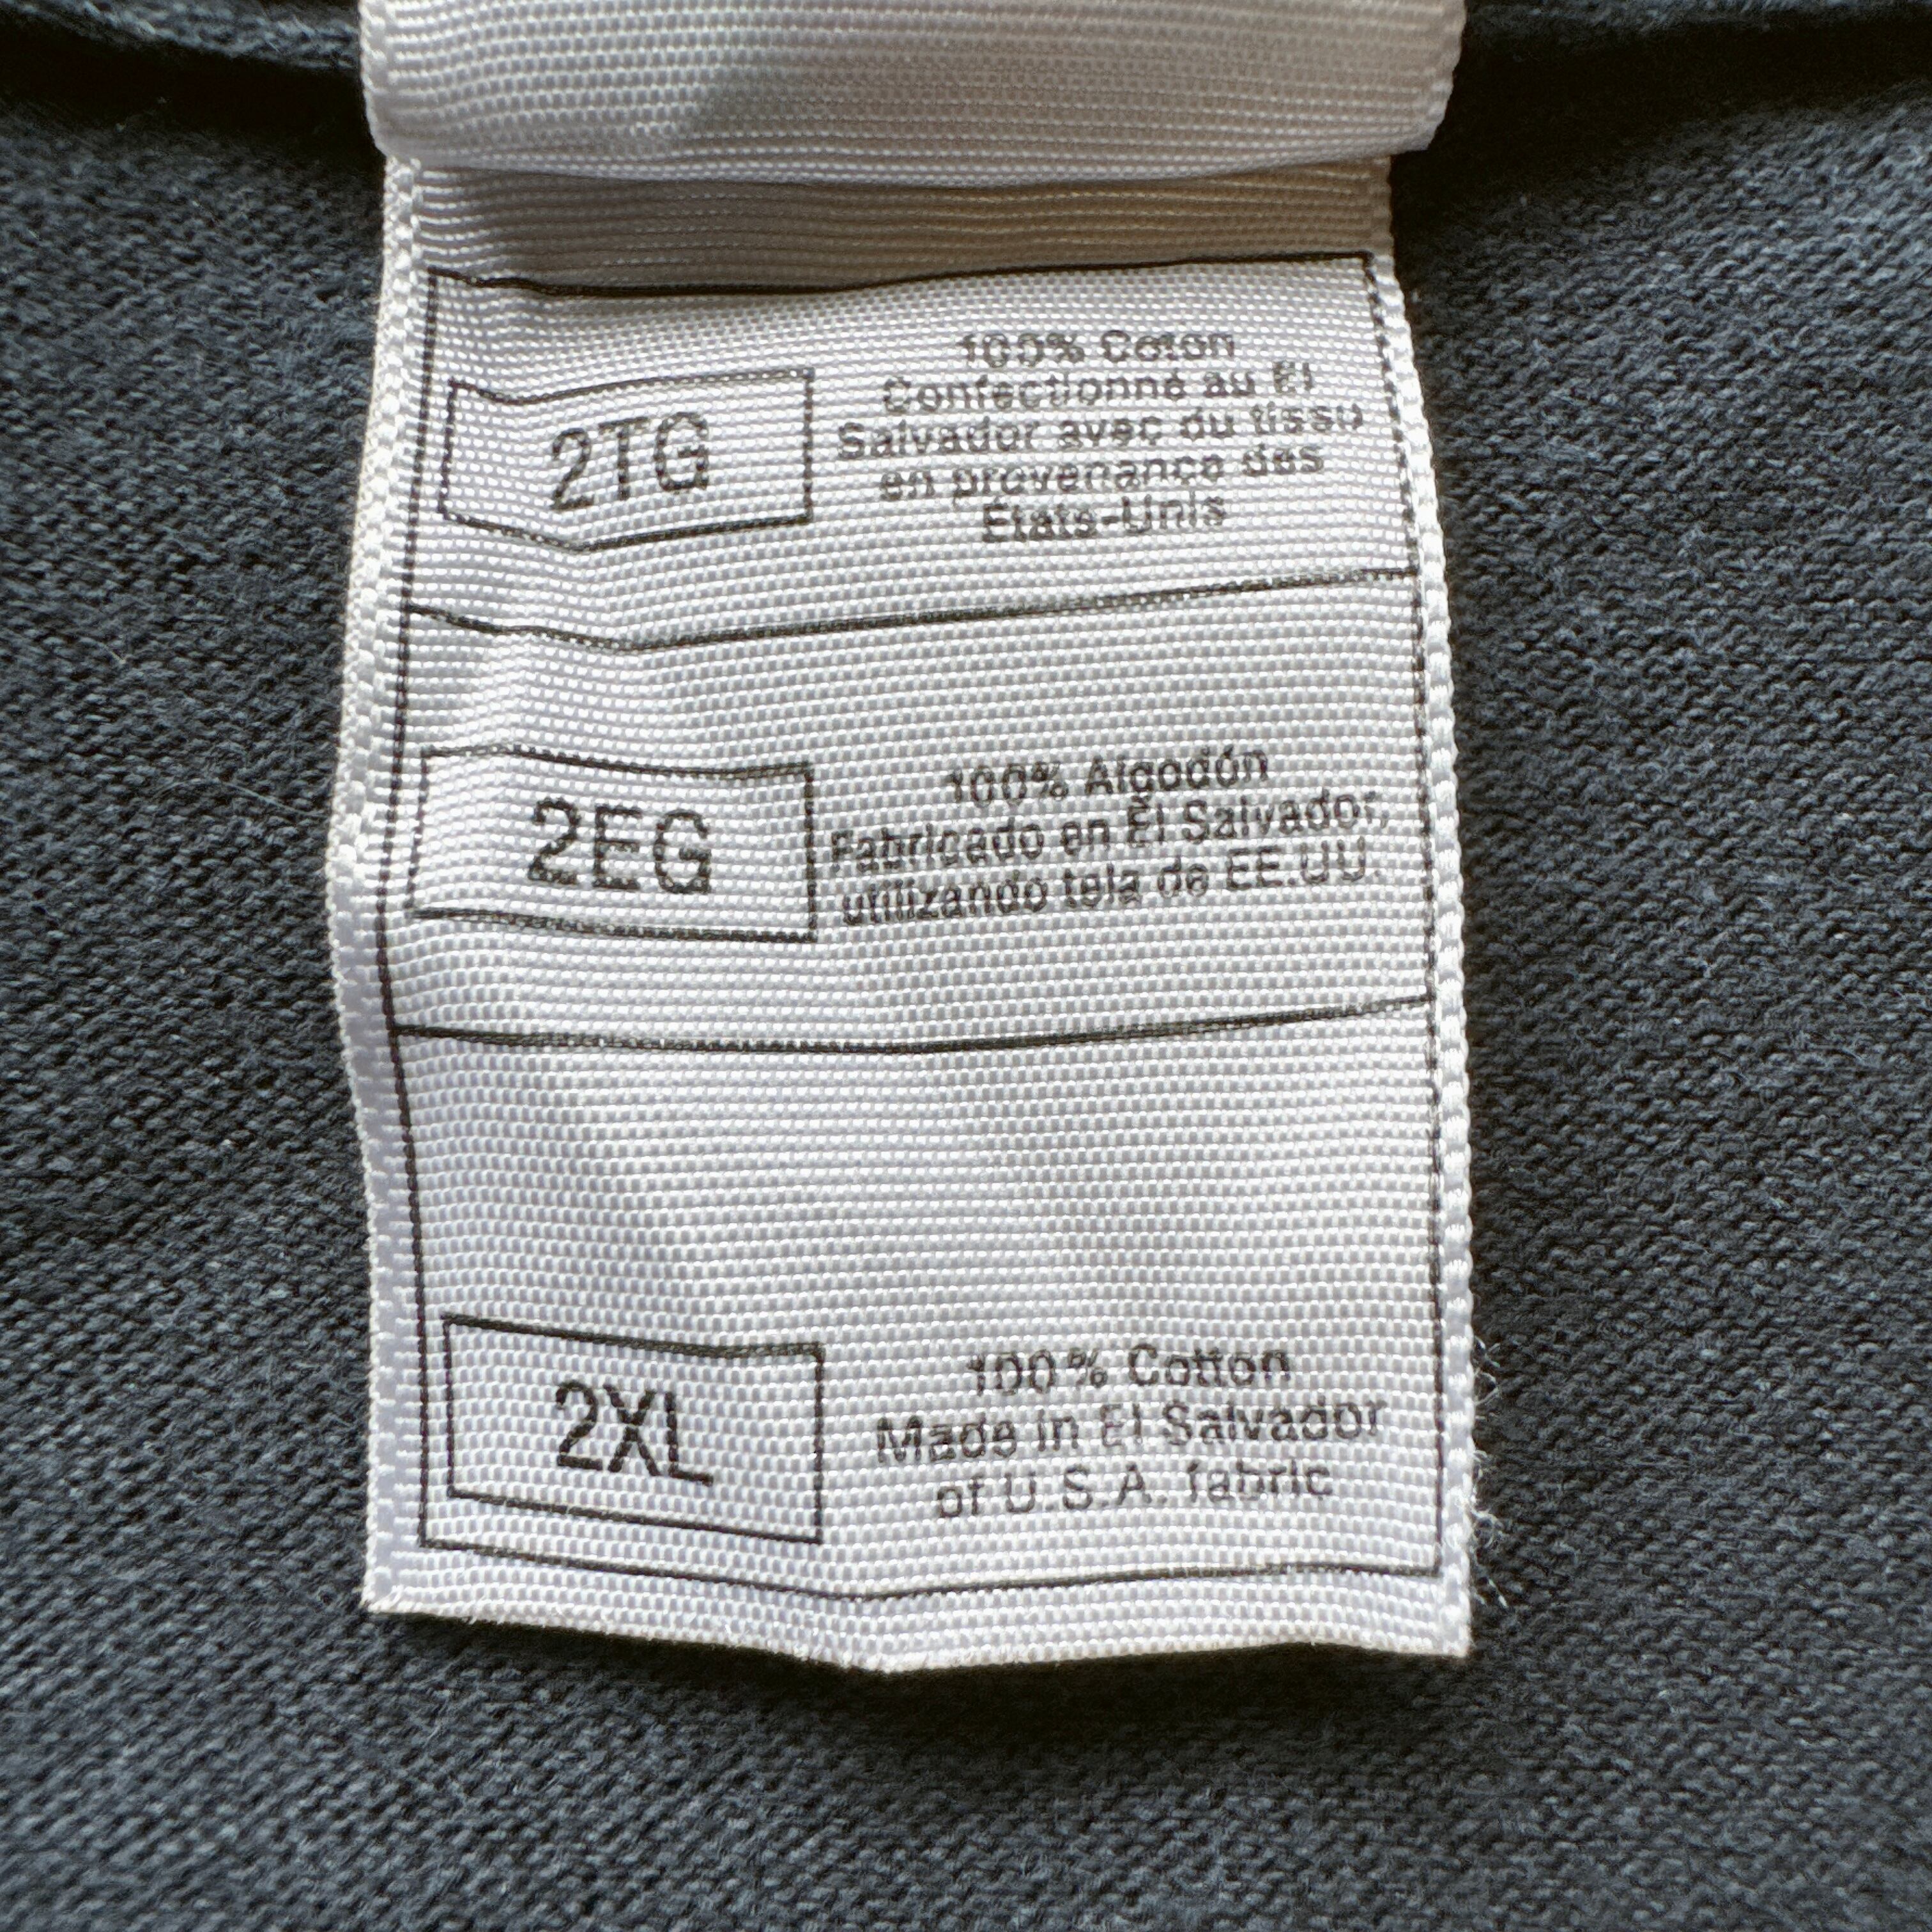 2TG
100% Coton
Confectionné au El
Salvador avec du tissu
en provenance des
États-Unis
2EG
100% Algodón
Fabricado en El Salvador,
utilizando tela de EE.UU.
2XL
100% Cotton
Made in El Salvador
of U.S.A. fabric